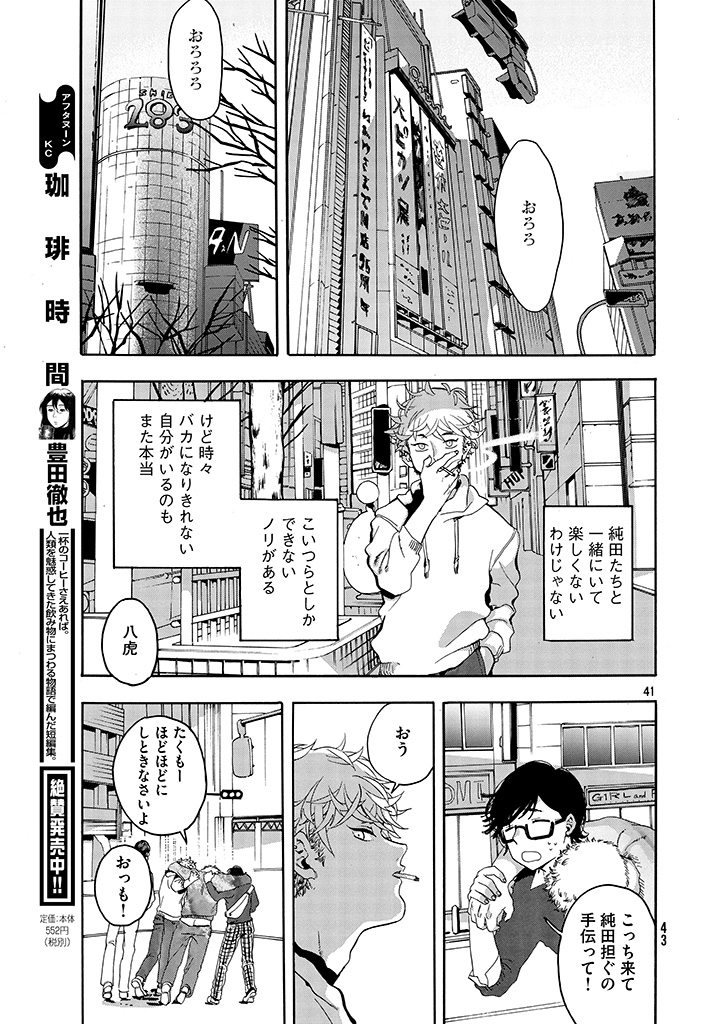 おろろ
大ピカソ展
おろろろ
SHIB
283
純田たちと
一緒にいて
楽しくない
わけじゃない
こいつらとしか
できない
ノリがある
けど時々
バカになりきれない
自分がいるのも
また本当
八虎
41
GIRL and
こっち来て
純田担ぐの
手伝って！
おう
たくもー
ほどほどに
しときなさいよ
おっも！
43
アフタヌーンKC
珈琲時間
豊田徹也
一杯のコーヒーさえあれば。
人類を魅惑してきた飲み物にまつわる物語で編んだ短編集。
絶賛発売中!!
定価:本体
552円
(税別)